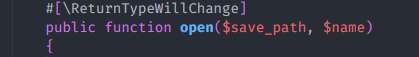 #[\ReturnTypeWillChange]
public function open($save_path, $name)
{